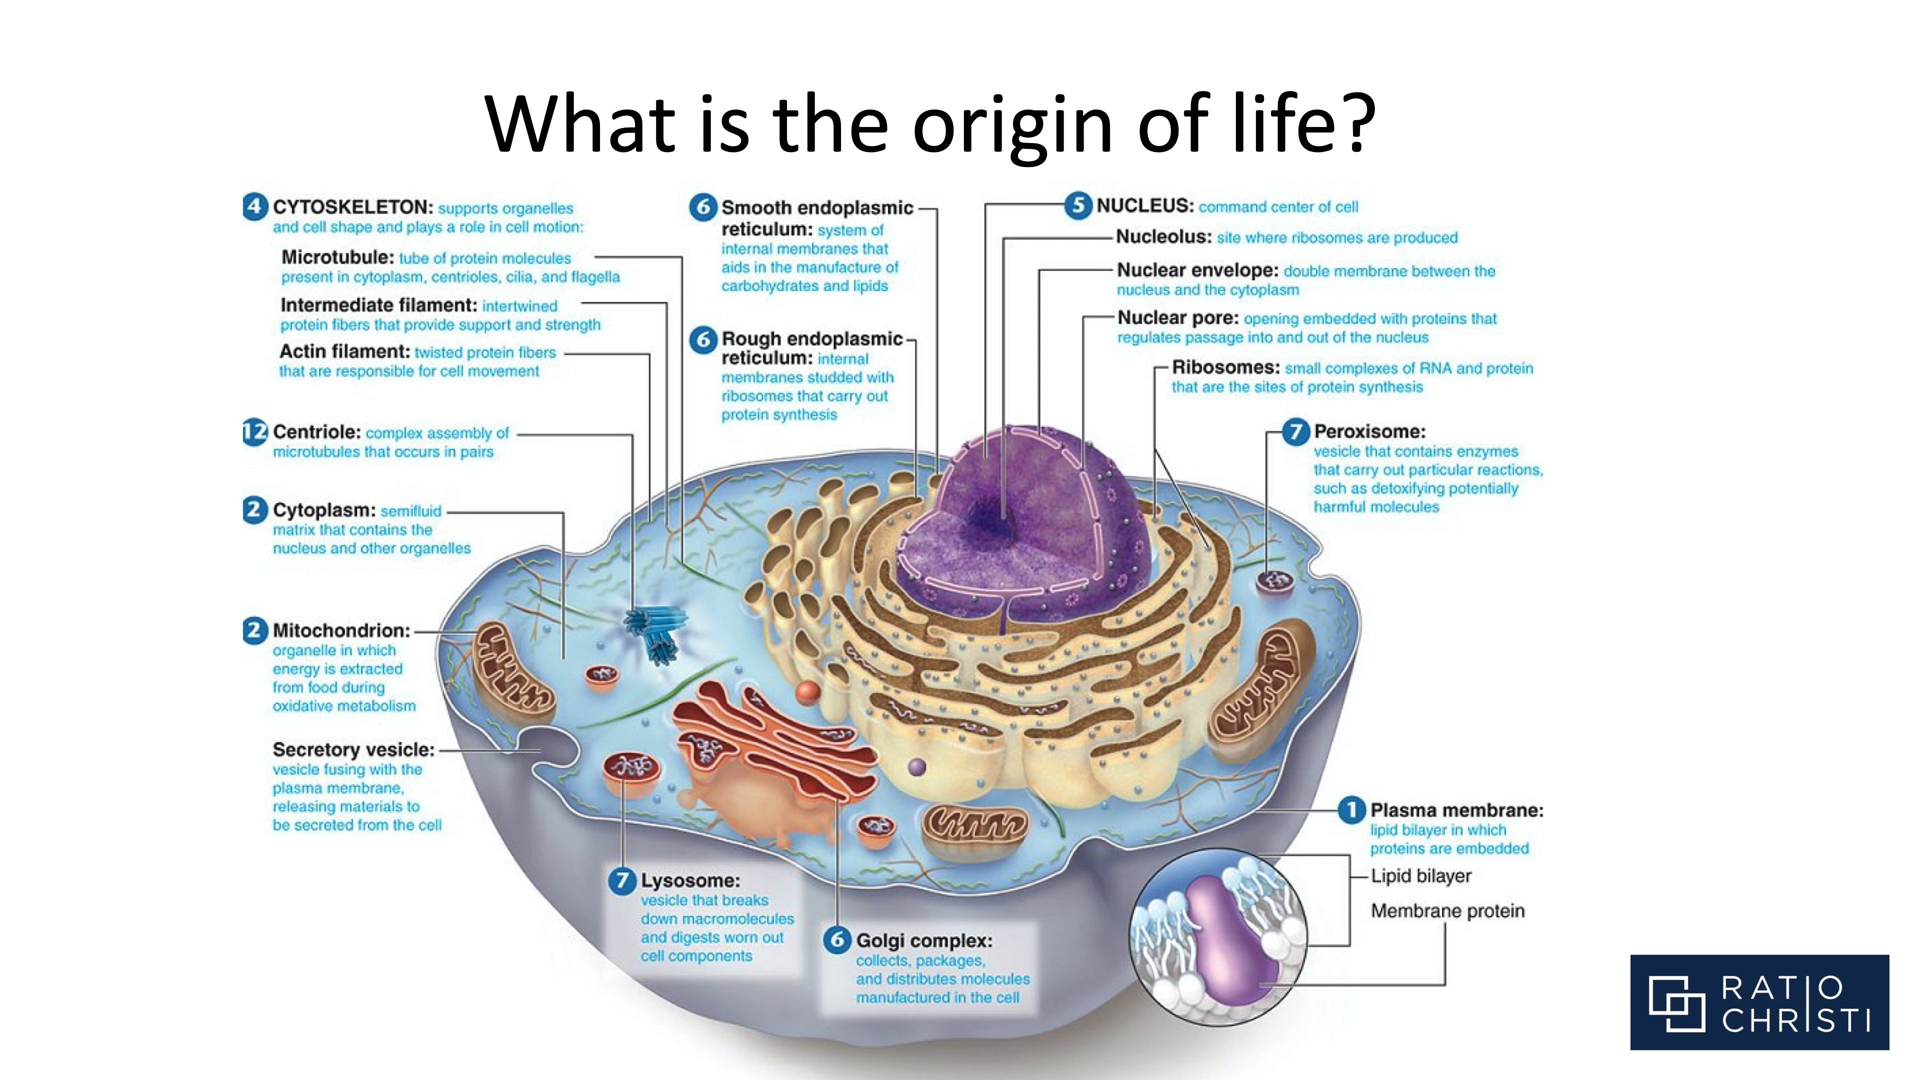 What is the origin of life?
4 CYTOSKELETON: supports organelles
and cell shape and plays a role in cell motion:
Microtubule: tube of protein molecules
present in cytoplasm, centrioles, cilia, and flagella
Intermediate filament: intertwined
protein fibers that provide support and strength
Actin filament: twisted protein fibers
that are responsible for cell movement
12 Centriole: complex assembly of
microtubules that occurs in pairs
2 Cytoplasm: semifluid
matrix that contains the
nucleus and other organelles
2 Mitochondrion:
organelle in which
energy is extracted
from food during
oxidative metabolism
Secretory vesicle:
vesicle fusing with the
plasma membrane,
releasing materials to
be secreted from the cell
6 Smooth endoplasmic
reticulum: system of
internal membranes that
aids in the manufacture of
carbohydrates and lipids
6 Rough endoplasmic
reticulum: internal
membranes studded with
ribosomes that carry out
protein synthesis
5 NUCLEUS: command center of cell
Nucleolus: site where ribosomes are produced
Nuclear envelope: double membrane between the
nucleus and the cytoplasm
Nuclear pore: opening embedded with proteins that
regulates passage into and out of the nucleus
Ribosomes: small complexes of RNA and protein
that are the sites of protein synthesis
7 Peroxisome:
vesicle that contains enzymes
that carry out particular reactions,
such as detoxifying potentially
harmful molecules
7 Lysosome:
vesicle that breaks
down macromolecules
and digests worn out
cell components
6 Golgi complex:
collects, packages,
and distributes molecules
manufactured in the cell
1 Plasma membrane:
lipid bilayer in which
proteins are embedded
Lipid bilayer
Membrane protein
RATIO
CHRISTI